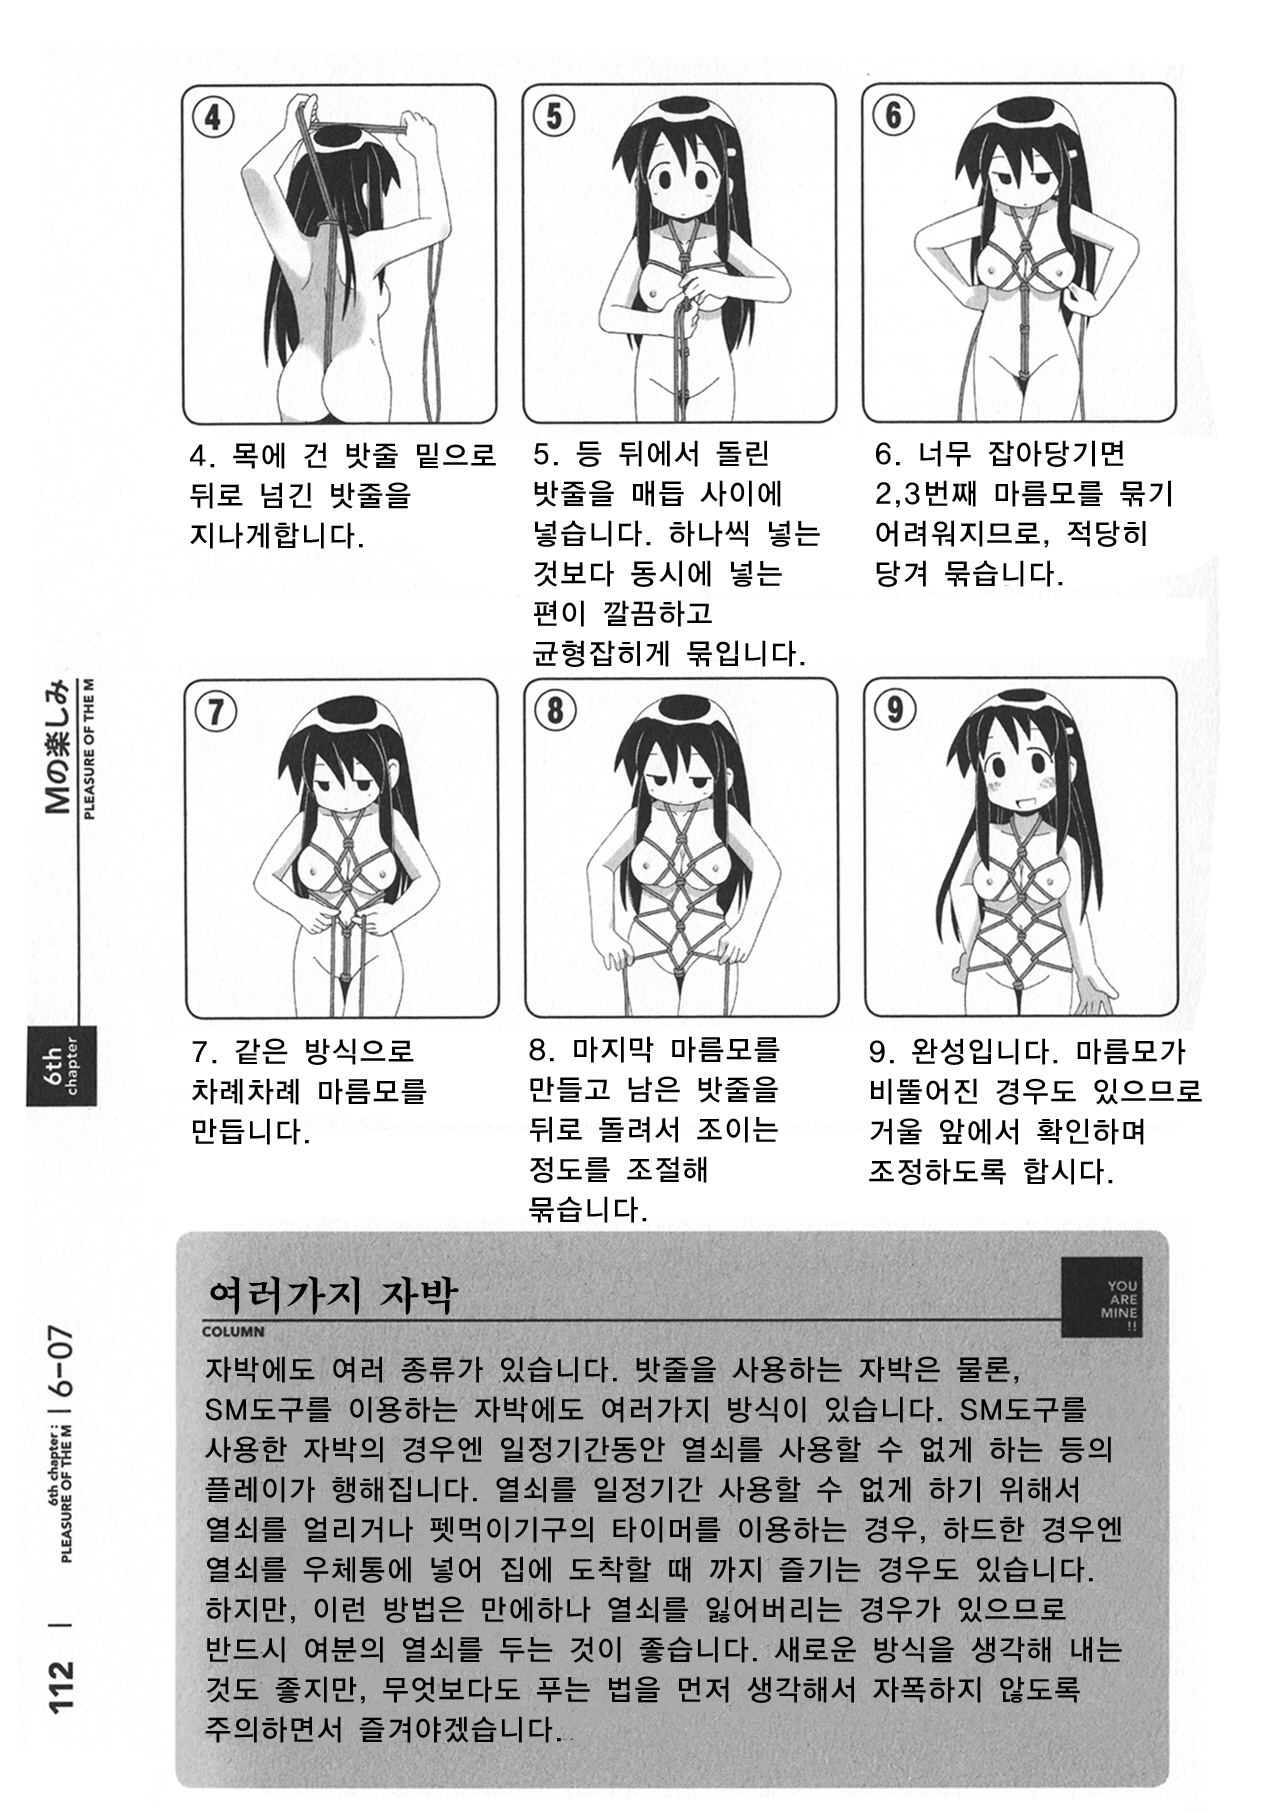 4
5
6
4. 목에 건 밧줄 밑으로
뒤로 넘긴 밧줄을
지나게합니다.
5. 등 뒤에서 돌린
밧줄을 매듭 사이에
넣습니다. 하나씩 넣는
것보다 동시에 넣는
편이 깔끔하고
균형잡히게 묶입니다.
6. 너무 잡아당기면
2,3번째 마름모를 묶기
어려워지므로, 적당히
당겨 묶습니다.
7
8
9
7. 같은 방식으로
차례차례 마름모를
만듭니다.
8. 마지막 마름모를
만들고 남은 밧줄을
뒤로 돌려서 조이는
정도를 조절해
묶습니다.
9. 완성입니다. 마름모가
비뚤어진 경우도 있으므로
거울 앞에서 확인하며
조정하도록 합시다.
Mの楽しみ
PLEASURE OF THE M
6th
chapter
여러가지 자박
COLUMN
YOU
ARE
MINE
!!
자박에도 여러 종류가 있습니다. 밧줄을 사용하는 자박은 물론,
SM도구를 이용하는 자박에도 여러가지 방식이 있습니다. SM도구를
사용한 자박의 경우엔 일정기간동안 열쇠를 사용할 수 없게 하는 등의
플레이가 행해집니다. 열쇠를 일정기간 사용할 수 없게 하기 위해서
열쇠를 얼리거나 펫먹이기구의 타이머를 이용하는 경우, 하드한 경우엔
열쇠를 우체통에 넣어 집에 도착할 때 까지 즐기는 경우도 있습니다.
하지만, 이런 방법은 만에하나 열쇠를 잃어버리는 경우가 있으므로
반드시 여분의 열쇠를 두는 것이 좋습니다. 새로운 방식을 생각해 내는
것도 좋지만, 무엇보다도 푸는 법을 먼저 생각해서 자폭하지 않도록
주의하면서 즐겨야겠습니다.
112 |
6th chapter :
PLEASURE OF THE M | 6-07